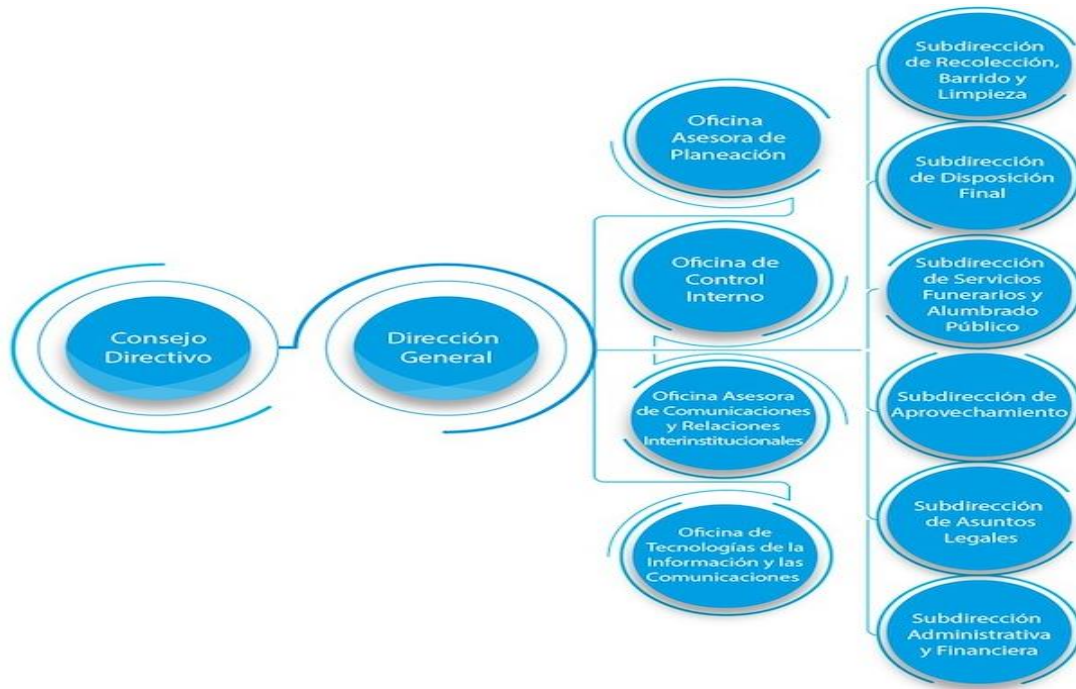 Consejo
Directivo
Dirección
General
Oficina
Asesora de
Planeación
Oficina de
Control
Interno
Oficina Asesora
de Comunicaciones
y Relaciones
Interinstitucionales
Oficina de
Tecnologías de la
Información y las
Comunicaciones
Subdirección
de Recolección,
Barrido y
Limpieza
Subdirección
de Disposición
Final
Subdirección
de Servicios
Funerarios y
Alumbrado
Público
Subdirección de
Aprovechamiento
Subdirección
de Asuntos
Legales
Subdirección
Administrativa
y Financiera